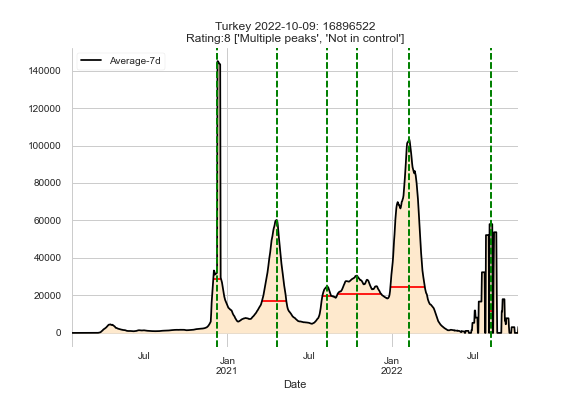 Turkey 2022-10-09: 16896522
Rating:8 ['Multiple peaks', 'Not in control']
Average-7d
140000
120000
100000
80000
60000
40000
20000
0
Jul
Jan
2021
Jul
Jan
2022
Jul
Date